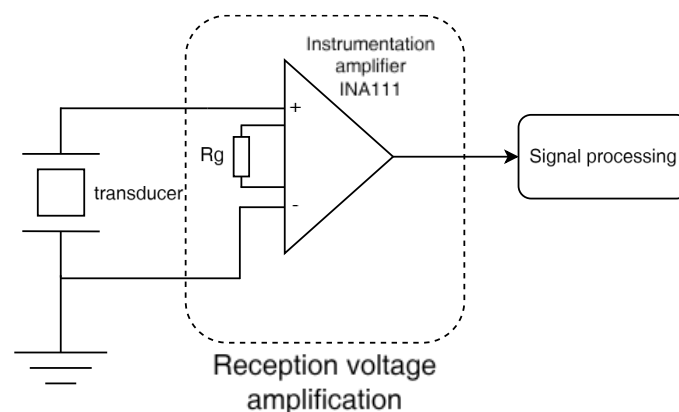 Instrumentation
amplifier
INA111
+
Rg
-
transducer
Signal processing
Reception voltage
amplification